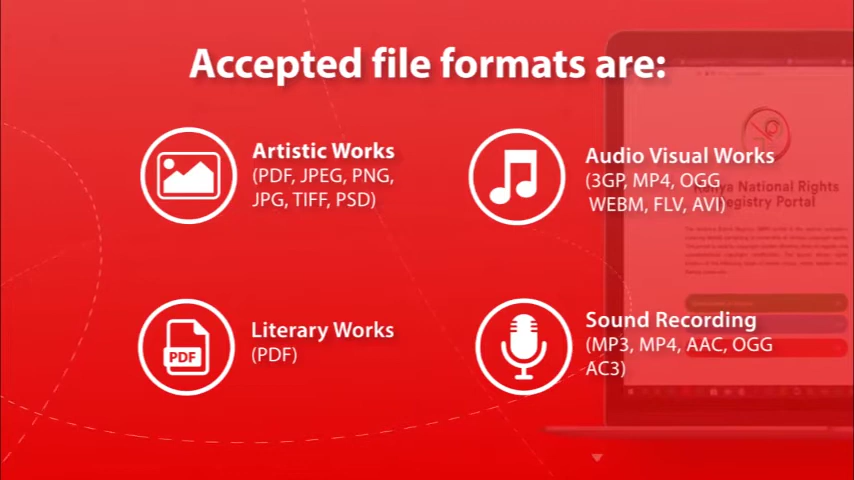 Accepted file formats are:
Artistic Works
(PDF, JPEG, PNG,
JPG, TIFF, PSD)
Audio Visual Works
(3GP, MP4, OGG
WEBM, FLV, AVI)
Kenya National Rights
Registry Portal
PDF
Literary Works
(PDF)
Sound Recording
(MP3, MP4, AAC, OGG
AC3)